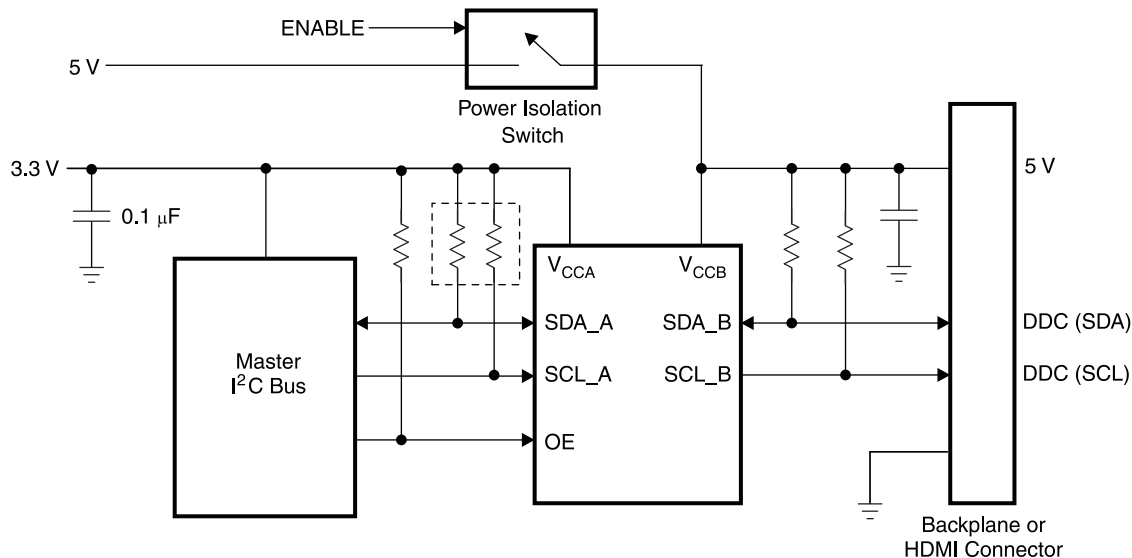 ENABLE
5 V
Power Isolation
Switch
3.3 V
5 V
0.1 μF
V_CCA
V_CCB
SDA_A
SDA_B
DDC (SDA)
Master
I²C Bus
SCL_A
SCL_B
DDC (SCL)
OE
Backplane or
HDMI Connector